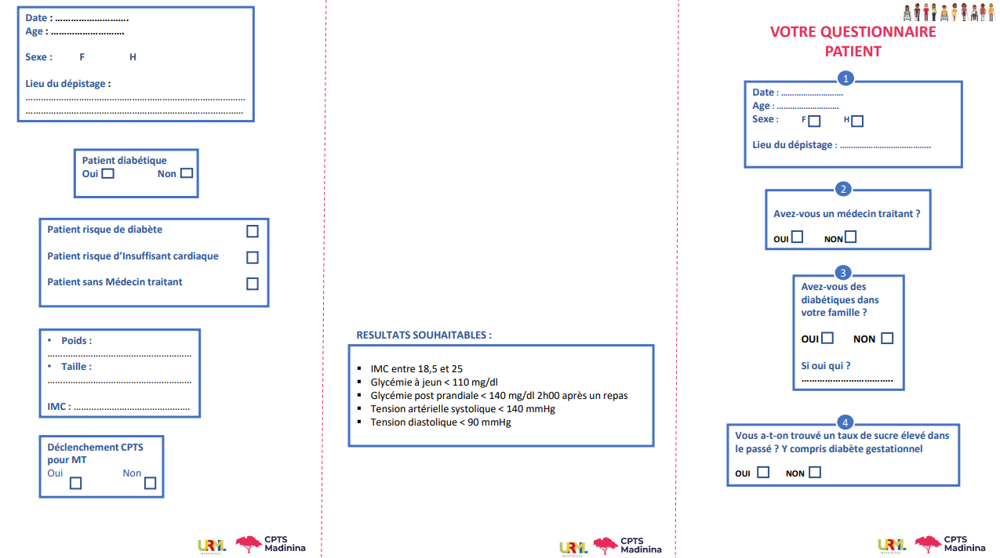 Date : ……………………….
Age : ……………………….
Sexe : F H
Lieu du dépistage :
……………………………………………………………………………
…………………………………………………………………….……
Patient diabétique
Oui Non
Patient risque de diabète
Patient risque d’Insuffisant cardiaque
Patient sans Médecin traitant
• Poids :
…………………………………………………
• Taille :
…………………………………………………
IMC : ……………………………………….
Déclenchement CPTS
pour MT
Oui Non
URML
CPTS
Madinina
RESULTATS SOUHAITABLES :
▪ IMC entre 18,5 et 25
▪ Glycémie à jeun < 110 mg/dl
▪ Glycémie post prandiale < 140 mg/dl 2h00 après un repas
▪ Tension artérielle systolique < 140 mmHg
▪ Tension diastolique < 90 mmHg
URML
CPTS
Madinina
VOTRE QUESTIONNAIRE
PATIENT
1
Date : …………………….
Age : …………………….
Sexe : F H
Lieu du dépistage : ………………………………..
2
Avez-vous un médecin traitant ?
OUI NON
3
Avez-vous des
diabétiques dans
votre famille ?
OUI NON
Si oui qui ?
……………………………..
4
Vous a-t-on trouvé un taux de sucre élevé dans
le passé ? Y compris diabète gestationnel
OUI NON
URML
CPTS
Madinina